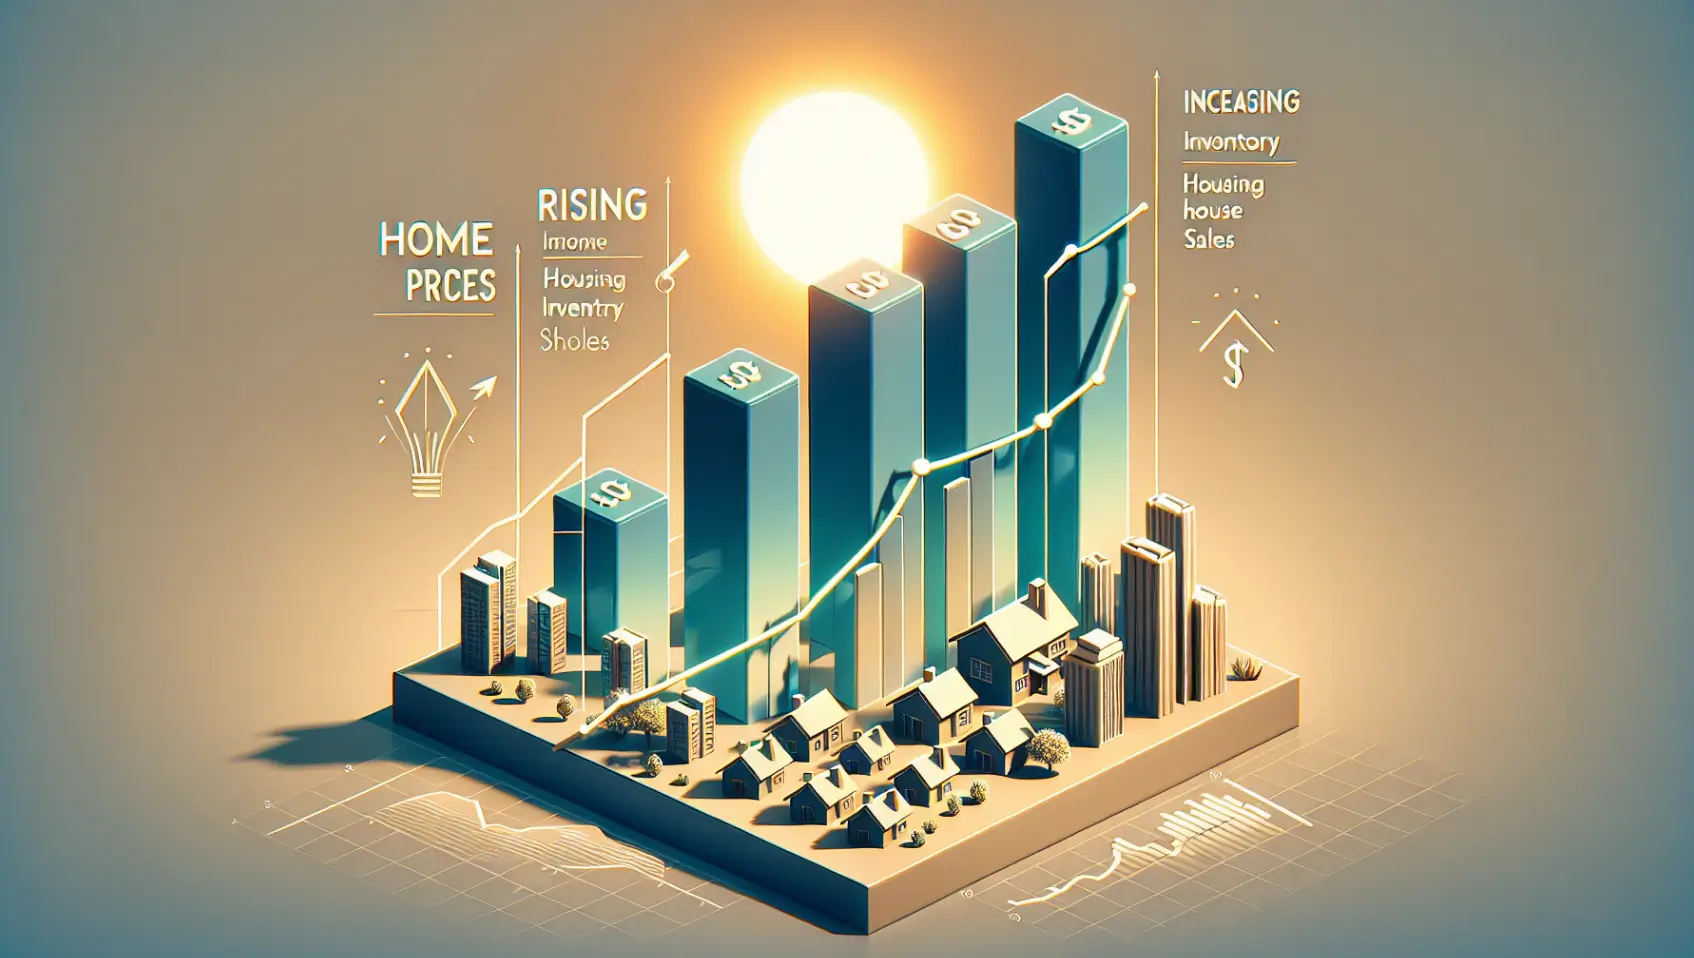 HOME
PRCES
RISING
Imome
Housing
Inventry
Sholes
INCEASING
Inventory
Housing
house
Sales
$
$